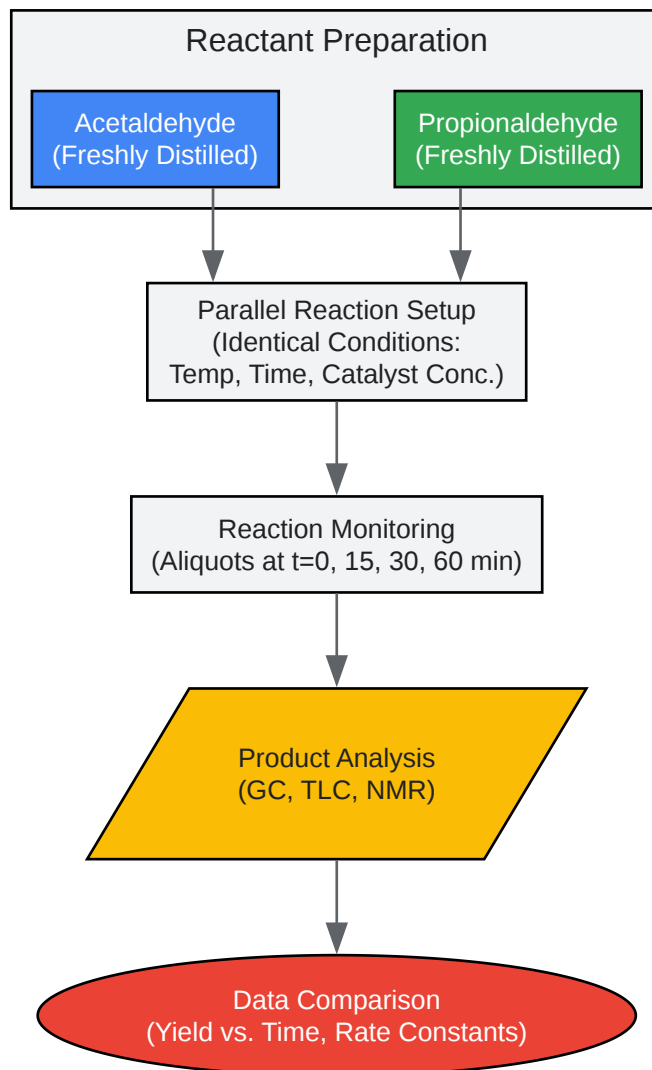 Reactant Preparation
Acetaldehyde
(Freshly Distilled)
Propionaldehyde
(Freshly Distilled)
Parallel Reaction Setup
(Identical Conditions:
Temp, Time, Catalyst Conc.)
Reaction Monitoring
(Aliquots at t=0, 15, 30, 60 min)
Product Analysis
(GC, TLC, NMR)
Data Comparison
(Yield vs. Time, Rate Constants)